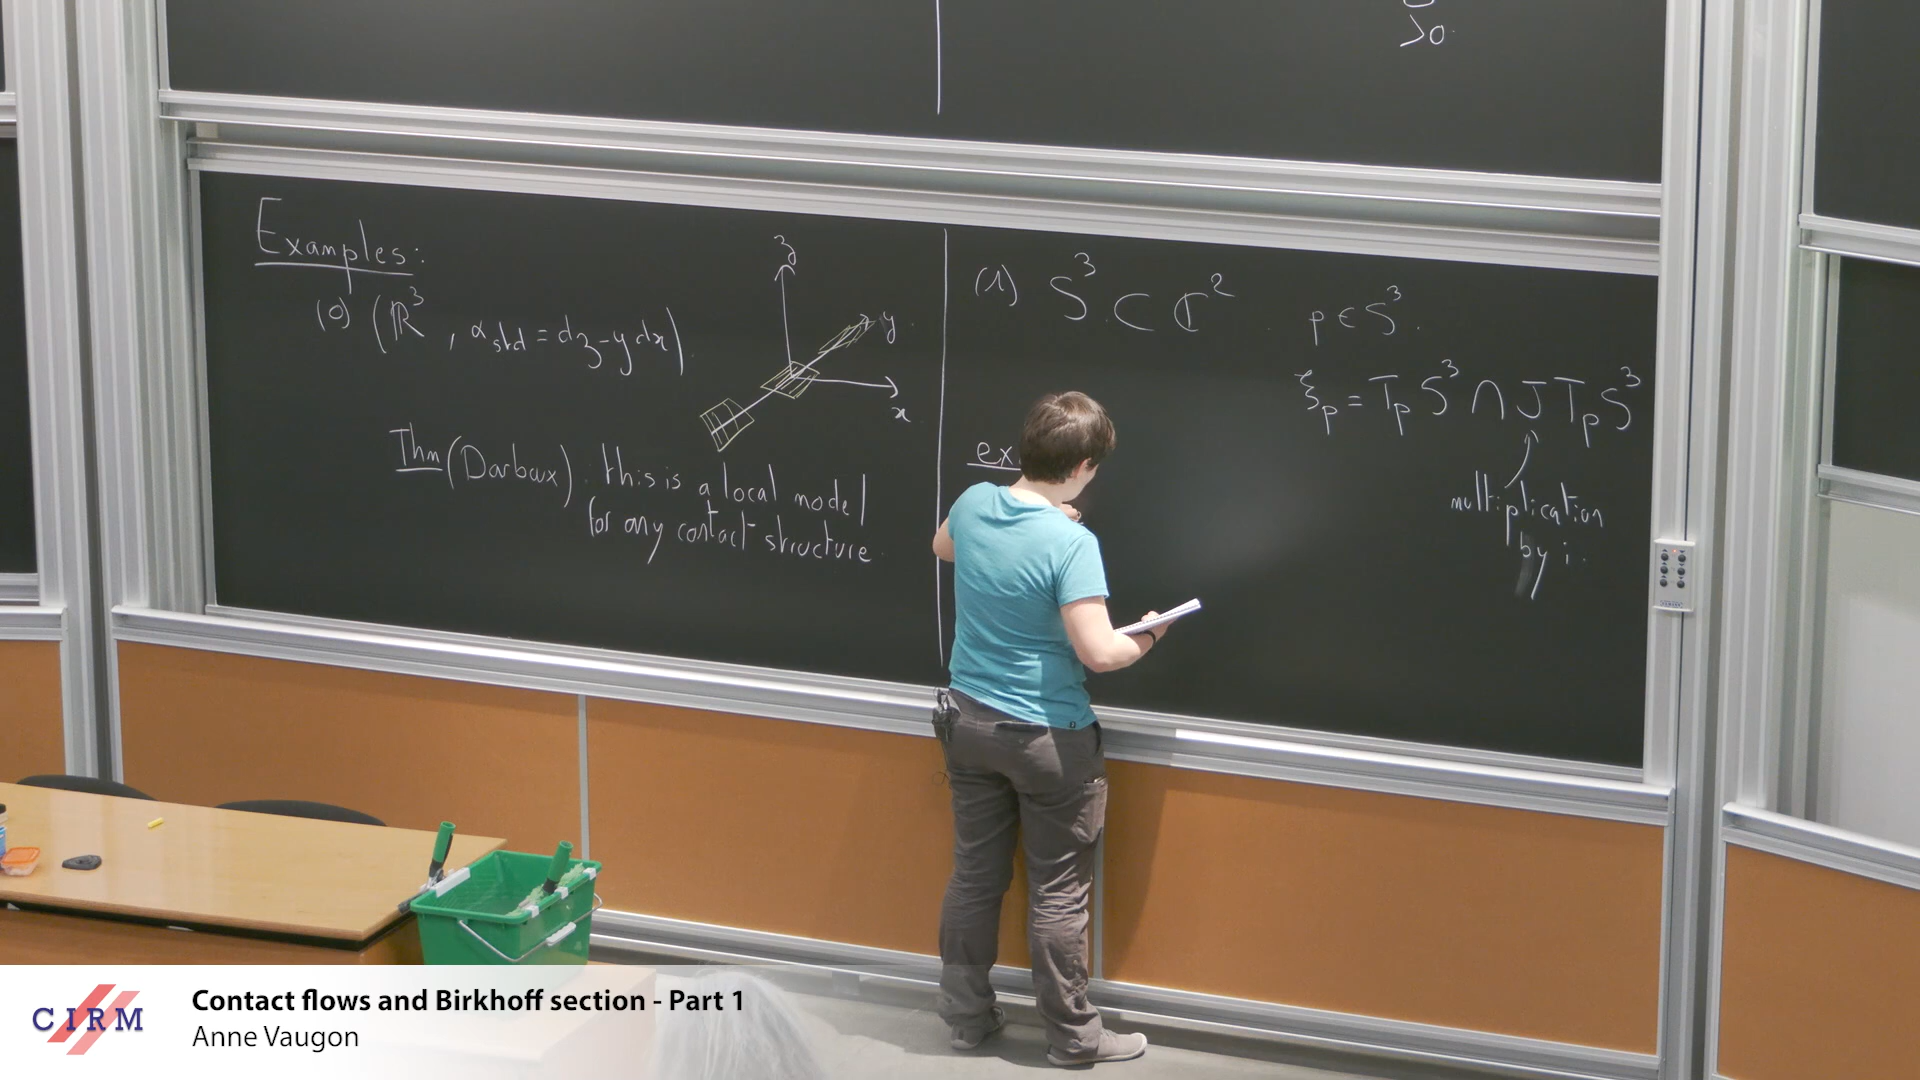 >0
Examples:
(0) (ℝ³, α_std = dz - y dx).
z
y
x
Thm (Darboux): this is a local model
for any contact structure.
(1) S³ ⊂ ℂ². p ∈ S³.
ξ_p = T_p S³ ∩ J T_p S³
multiplication
by i.
ex
CIRM
Contact flows and Birkhoff section - Part 1
Anne Vaugon